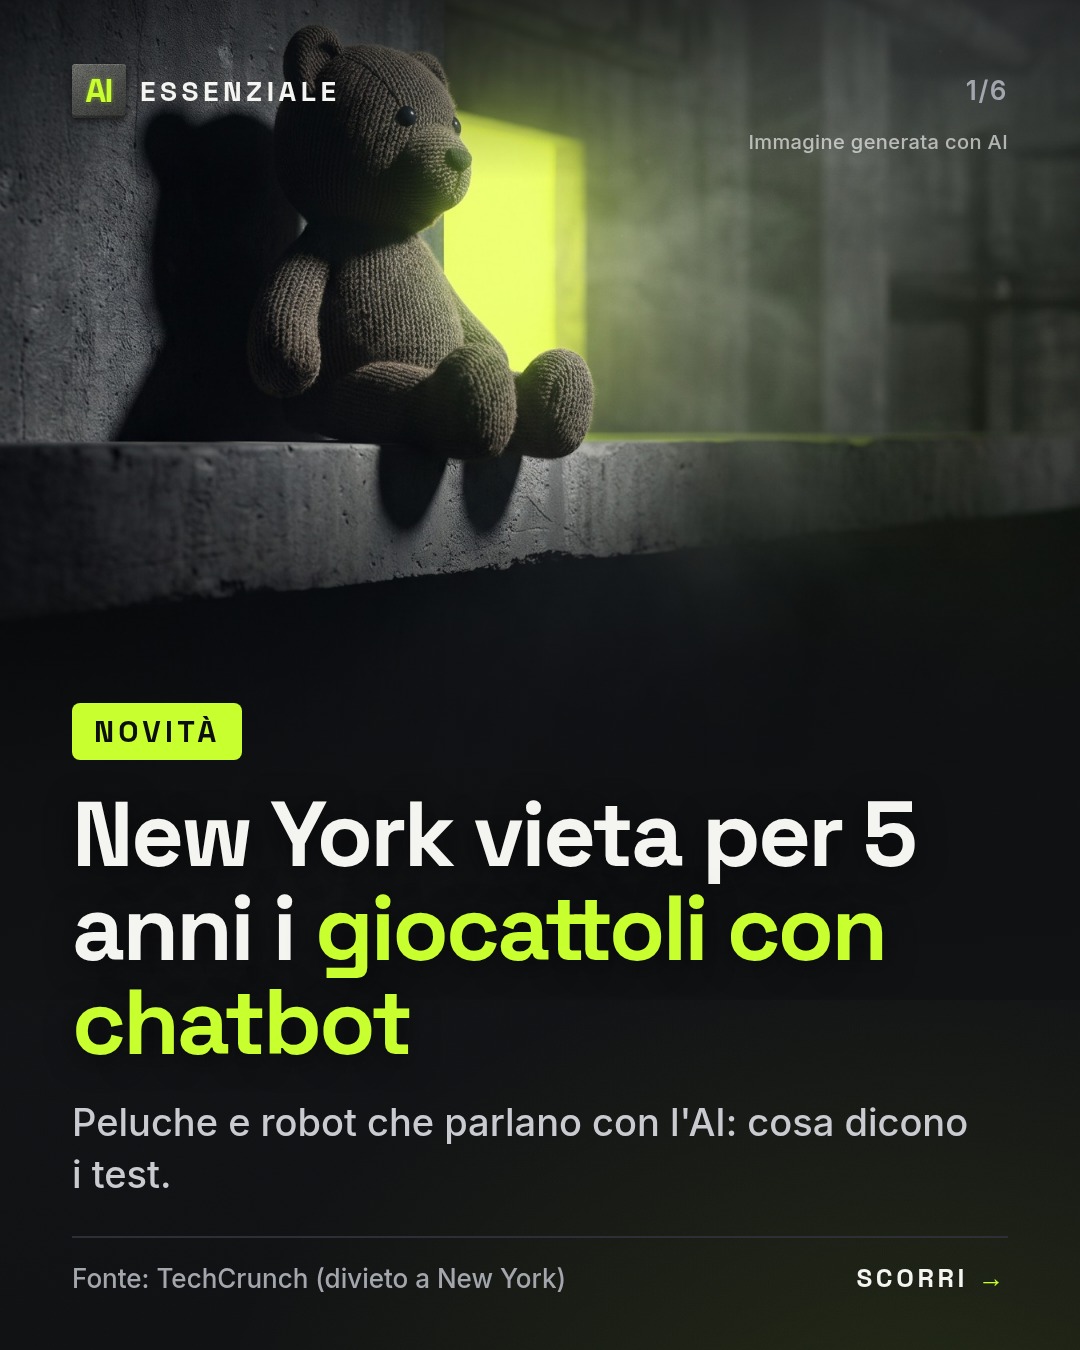 AI ESSENZIALE
1/6
Immagine generata con AI
NOVITÀ
New York vieta per 5
anni i giocattoli con
chatbot
Peluche e robot che parlano con l'AI: cosa dicono
i test.
Fonte: TechCrunch (divieto a New York)
SCORRI →